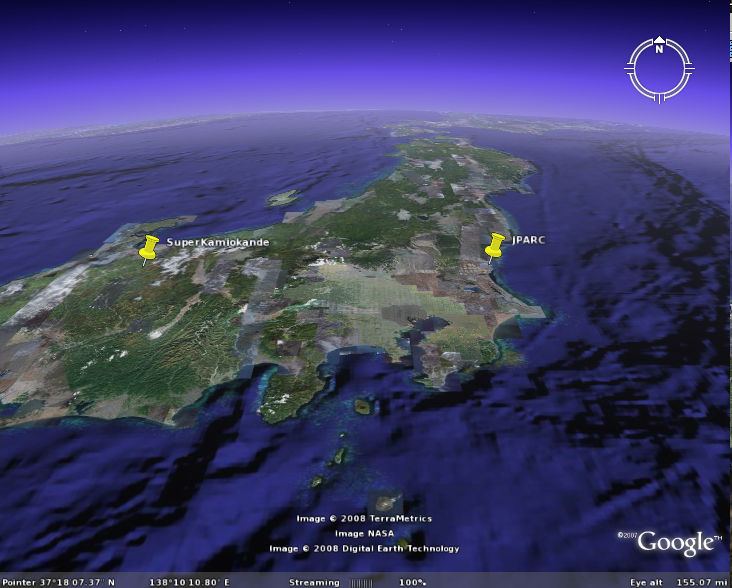 N
SuperKamiokande
JPARC
Image © 2008 TerraMetrics
Image NASA
Image © 2008 Digital Earth Technology
©2007 Google™
Pointer 37°18'07.37" N 138°10'10.80" E Streaming |||||||| 100% Eye alt 155.07 mi